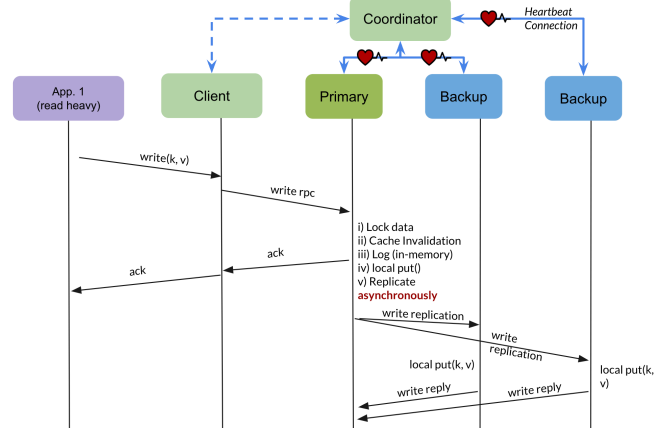 Coordinator
Heartbeat
Connection
App. 1
(read heavy)
Client
Primary
Backup
Backup
write(k, v)
write rpc
i) Lock data
ii) Cache Invalidation
iii) Log (in-memory)
iv) local put()
v) Replicate
asynchronously
ack
ack
write replication
write
replication
local put(k, v)
local put(k,
v)
write reply
write reply